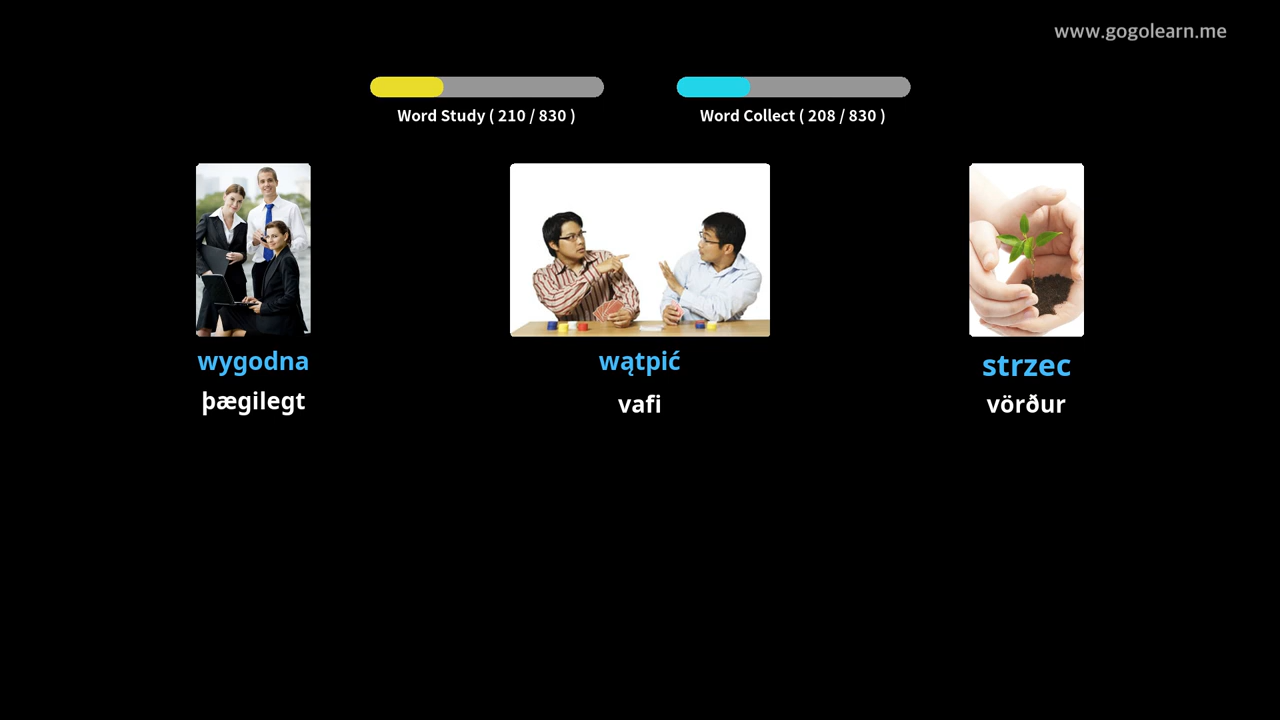 www.gogolearn.me
Word Study ( 210 / 830 )
Word Collect ( 208 / 830 )
wygodna
wątpić
strzec
þægilegt
vafi
vörður